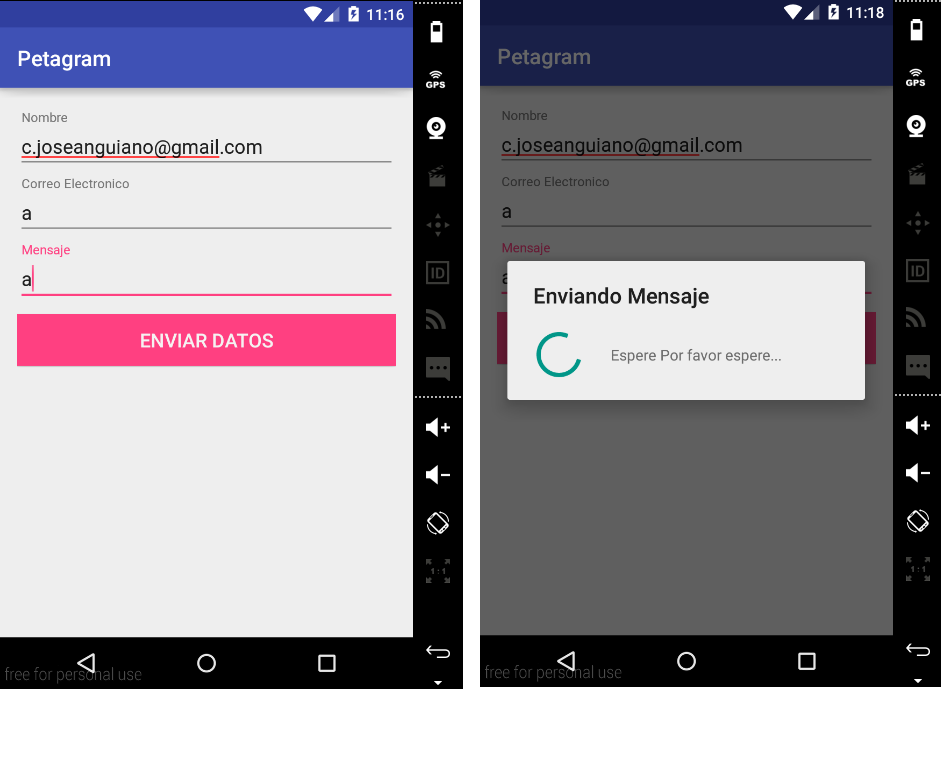 11:16
Petagram
Nombre
c.joseanguiano@gmail.com
Correo Electronico
a
Mensaje
a
ENVIAR DATOS
free for personal use
GPS
ID
1:1
11:18
Petagram
Nombre
c.joseanguiano@gmail.com
Correo Electronico
a
Mensaje
a
Enviando Mensaje
Espere Por favor espere...
free for personal use
GPS
ID
1:1